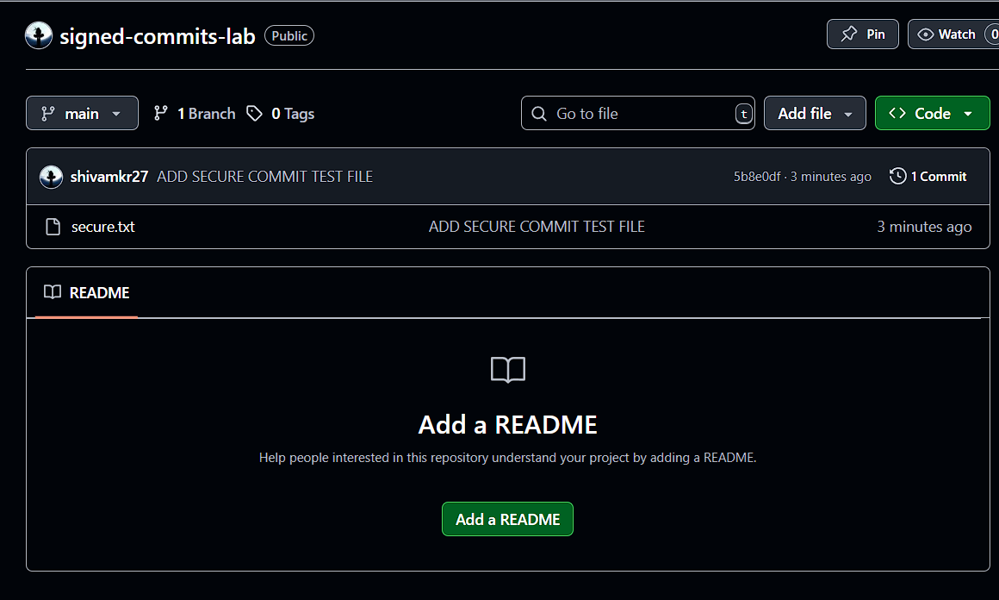 signed-commits-lab Public Pin Watch 0
main 1 Branch 0 Tags Go to file t Add file Code
shivamkr27 ADD SECURE COMMIT TEST FILE 5b8e0df · 3 minutes ago 1 Commit
secure.txt ADD SECURE COMMIT TEST FILE 3 minutes ago
README
Add a README
Help people interested in this repository understand your project by adding a README.
Add a README